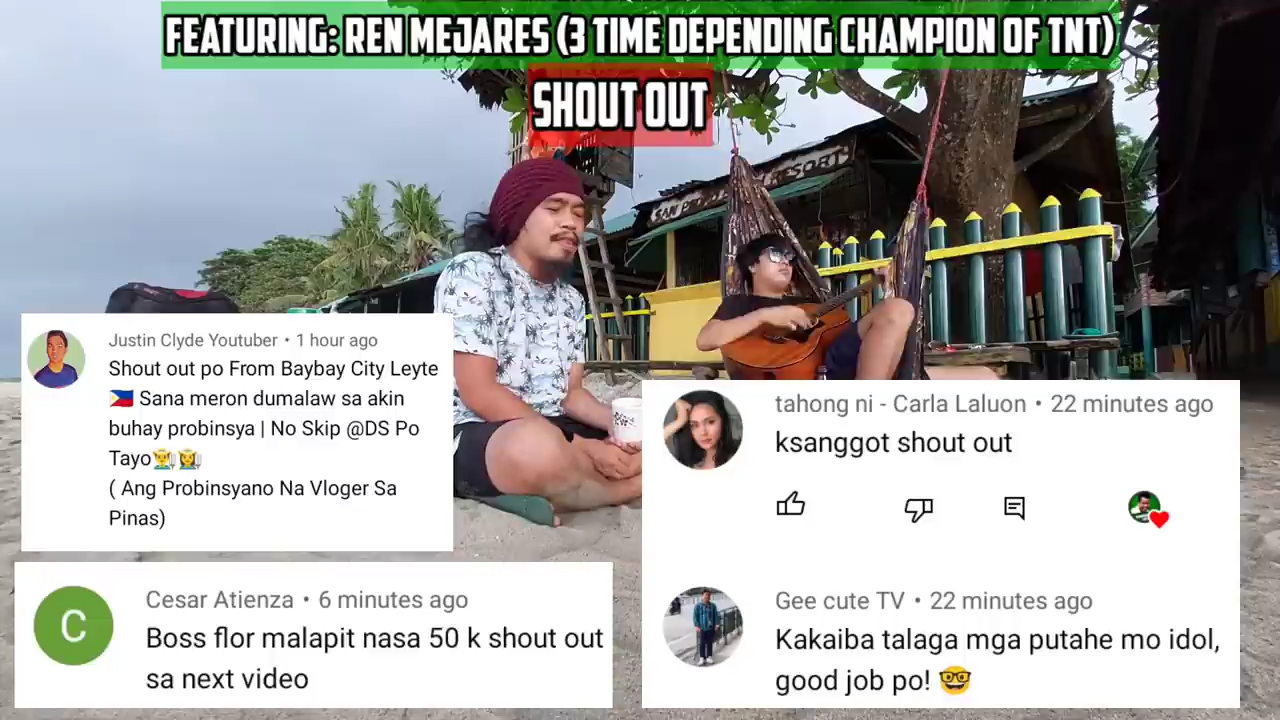 FEATURING: REN MEJARES (3 TIME DEPENDING CHAMPION OF TNT)
SHOUT OUT
RESORT
Justin Clyde Youtuber • 1 hour ago
Shout out po From Baybay City Leyte
🇵🇭 Sana meron dumalaw sa akin
buhay probinsya | No Skip @DS Po
Tayo👨‍🌾👩‍🌾
( Ang Probinsyano Na Vloger Sa
Pinas)
tahong ni - Carla Laluon • 22 minutes ago
ksanggot shout out
C
Cesar Atienza • 6 minutes ago
Boss flor malapit nasa 50 k shout out
sa next video
Gee cute TV • 22 minutes ago
Kakaiba talaga mga putahe mo idol,
good job po! 🤓